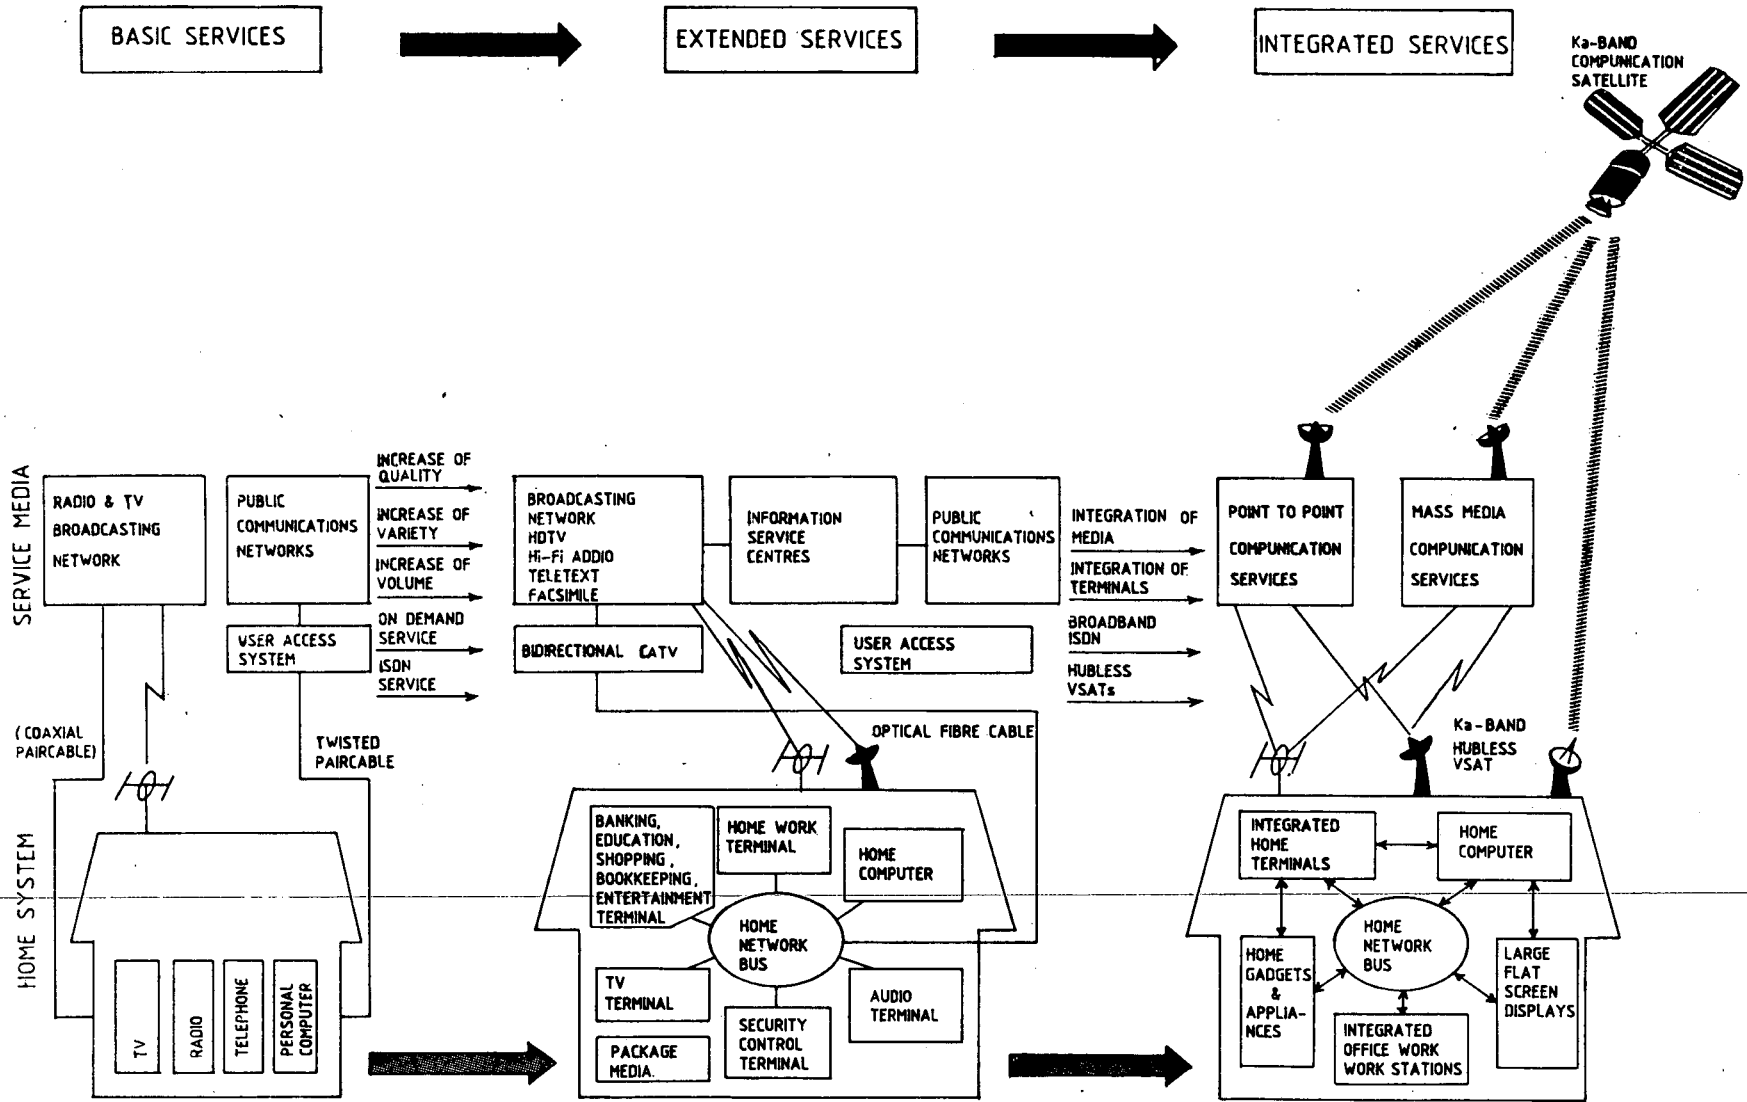 BASIC SERVICES
EXTENDED SERVICES
INTEGRATED SERVICES
Ka-BAND
COMPUNICATION
SATELLITE
SERVICE MEDIA
RADIO & TV
BROADCASTING
NETWORK
PUBLIC
COMMUNICATIONS
NETWORKS
USER ACCESS
SYSTEM
INCREASE OF
QUALITY
INCREASE OF
VARIETY
INCREASE OF
VOLUME
ON DEMAND
SERVICE
ISDN
SERVICE
BROADCASTING
NETWORK
HDTV
Hi-Fi ADDIO
TELETEXT
FACSIMILE
BIDIRECTIONAL CATV
INFORMATION
SERVICE
CENTRES
PUBLIC
COMMUNICATIONS
NETWORKS
USER ACCESS
SYSTEM
INTEGRATION OF
MEDIA
INTEGRATION OF
TERMINALS
BROADBAND
ISDN
HUBLESS
VSATs
POINT TO POINT
COMPUNICATION
SERVICES
MASS MEDIA
COMPUNICATION
SERVICES
(COAXIAL
PAIRCABLE)
TWISTED
PAIRCABLE
OPTICAL FIBRE CABLE
Ka-BAND
HUBLESS
VSAT
HOME SYSTEM
TV
RADIO
TELEPHONE
PERSONAL
COMPUTER
BANKING,
EDUCATION,
SHOPPING,
BOOKKEEPING,
ENTERTAINMENT
TERMINAL
HOME WORK
TERMINAL
HOME
COMPUTER
HOME
NETWORK
BUS
TV
TERMINAL
AUDIO
TERMINAL
SECURITY
CONTROL
TERMINAL
PACKAGE
MEDIA.
INTEGRATED
HOME
TERMINALS
HOME
COMPUTER
HOME
NETWORK
BUS
HOME
GADGETS
&
APPLIA-
NCES
LARGE
FLAT
SCREEN
DISPLAYS
INTEGRATED
OFFICE WORK
WORK STATIONS